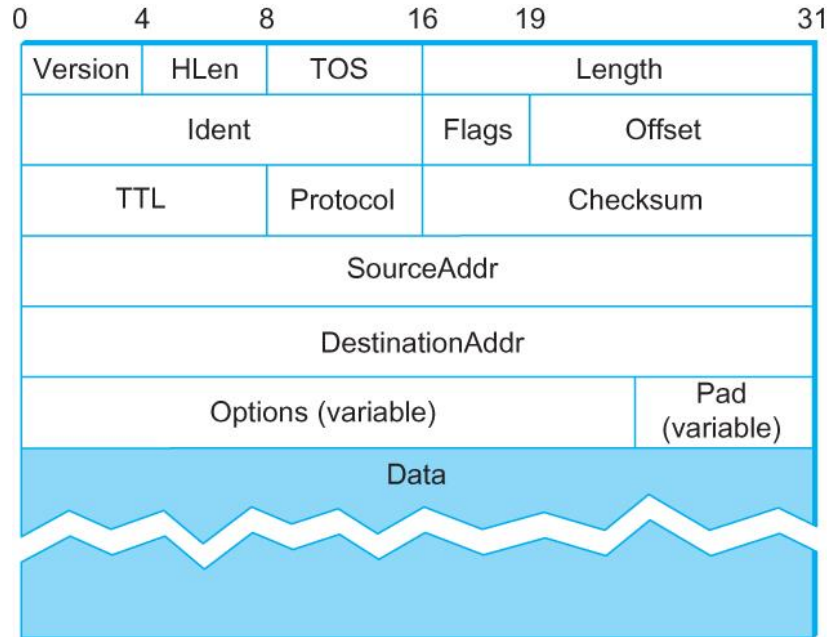 0 4 8 16 19 31
Version HLen TOS Length
Ident Flags Offset
TTL Protocol Checksum
SourceAddr
DestinationAddr
Options (variable) Pad
(variable)
Data